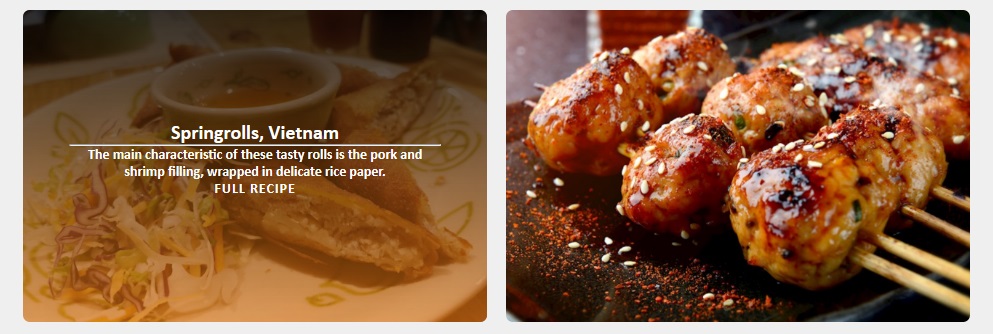 Springrolls, Vietnam
The main characteristic of these tasty rolls is the pork and
shrimp filling, wrapped in delicate rice paper.
FULL RECIPE